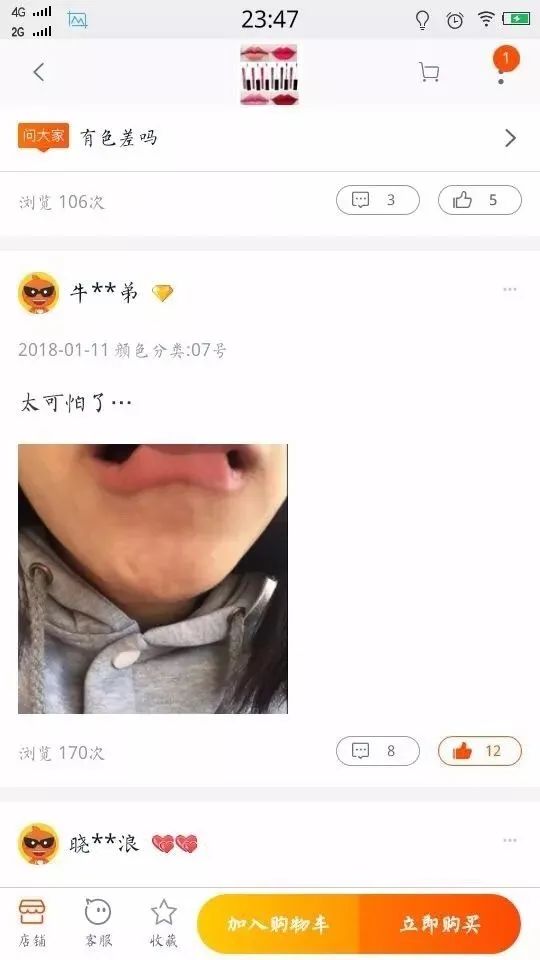 4G
2G
23:47
1
问大家 有色差吗
浏览 106次
3
5
牛**弟
2018-01-11 颜色分类:07号
太可怕了…
浏览 170次
8
12
晓**浪
店铺
客服
收藏
加入购物车
立即购买